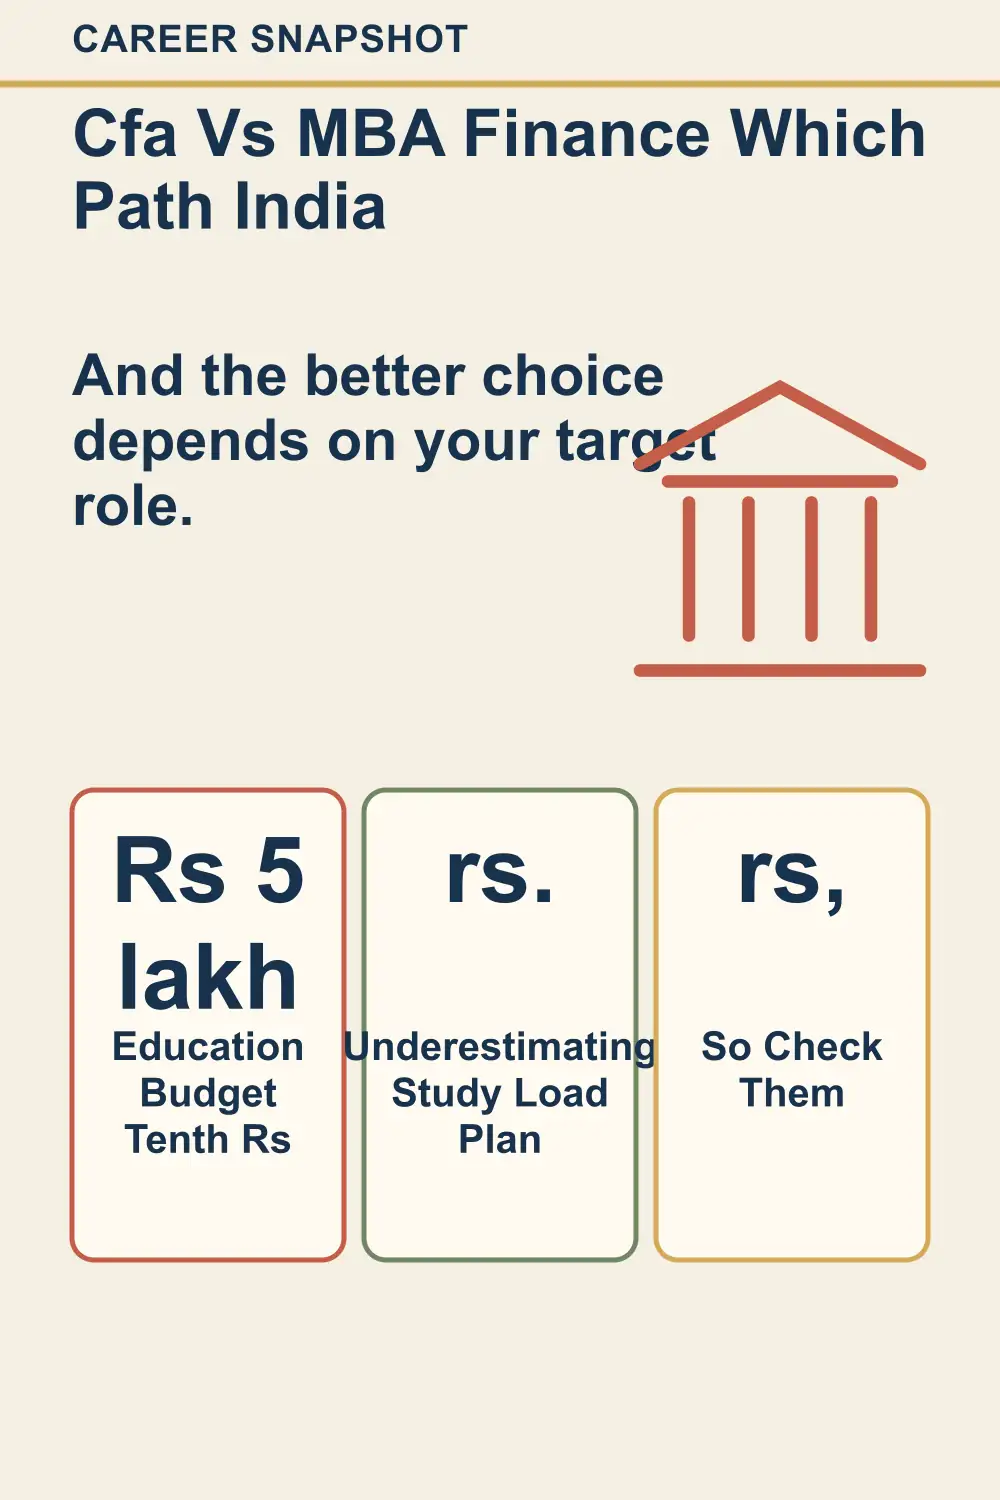 CAREER SNAPSHOT
Cfa Vs MBA Finance Which
Path India
And the better choice
depends on your target
role.
Rs 5
lakh
Education
Budget
Tenth Rs
rs.
Underestimating
Study Load
Plan
rs,
So Check
Them